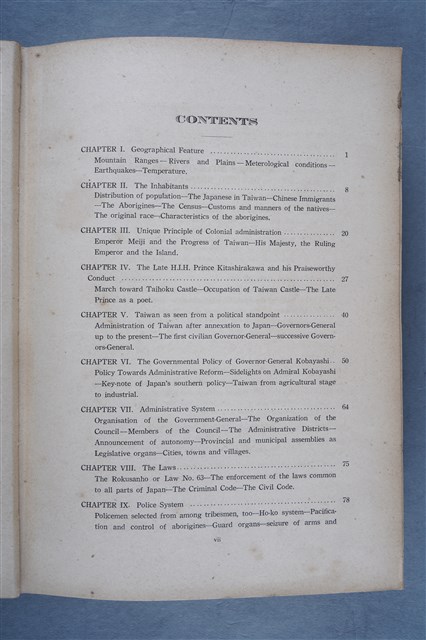 CONTENTS
CHAPTER I. Geographical Feature ...................................... 1
Mountain Ranges—Rivers and Plains—Meterological conditions—
Earthquakes—Temperature.
CHAPTER II. The Inhabitants ............................................ 8
Distribution of population—The Japanese in Taiwan—Chinese Immigrants
—The Aborigines—The Census—Customs and manners of the natives—
The original race—Characteristics of the aborigines.
CHAPTER III. Unique Principle of Colonial administration ................ 20
Emperor Meiji and the Progress of Taiwan—His Majesty, the Ruling
Emperor and the Island.
CHAPTER IV. The Late H.I.H. Prince Kitashirakawa and his Praiseworthy
Conduct ................................................................ 27
March toward Taihoku Castle—Occupation of Taiwan Castle—The Late
Prince as a poet.
CHAPTER V. Taiwan as seen from a political standpoint ................ 40
Administration of Taiwan after annexation to Japan—Governors-General
up to the present—The first civilian Governor-General—successive Govern-
ors-General.
CHAPTER VI. The Governmental Policy of Governor-General Kobayashi.. 50
Policy Towards Administrative Reform—Sidelights on Admiral Kobayashi
—Key-note of Japan's southern policy—Taiwan from agricultural stage
to industrial.
CHAPTER VII. Administrative System .................................... 64
Organisation of the Government-General—The Organization of the
Council—Members of the Council—The Administrative Districts—
Announcement of autonomy—Provincial and municipal assemblies as
Legislative organs—Cities, towns and villages.
CHAPTER VIII. The Laws ................................................ 75
The Rokusanho or Law No. 63—The enforcement of the laws common
to all parts of Japan—The Criminal Code—The Civil Code.
CHAPTER IX. Police System ............................................ 78
Policemen selected from among tribesmen, too—Ho-ko system—Pacifica-
tion and control of aborigines—Guard organs—seizure of arms and
vii